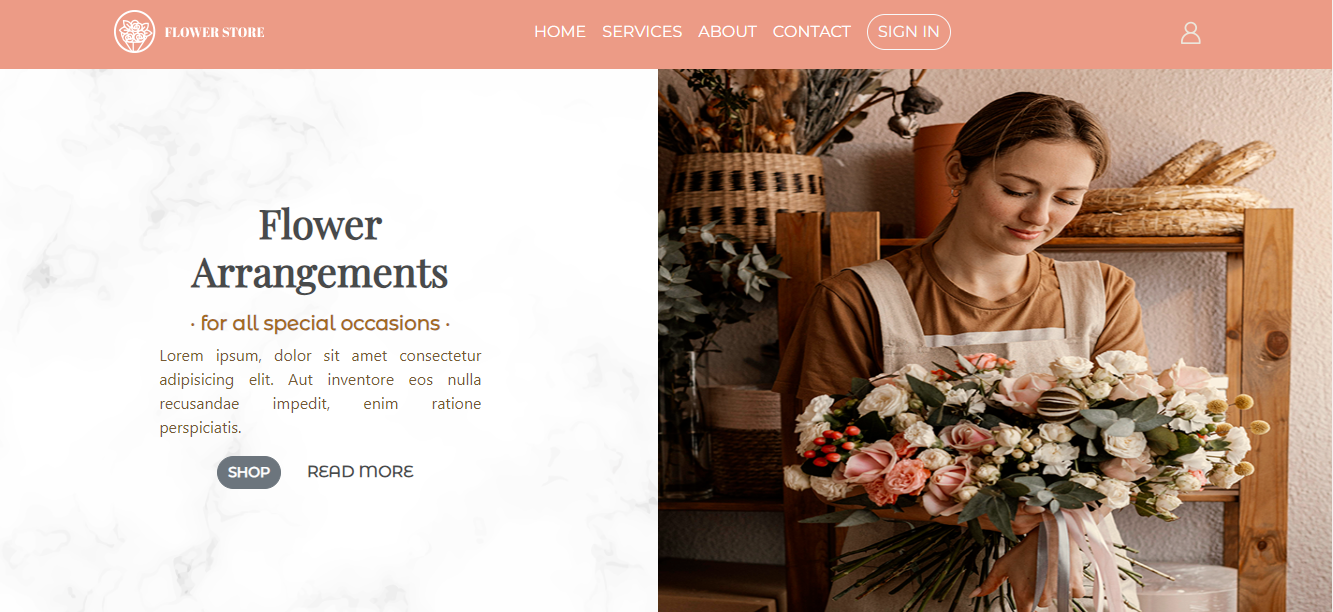 FLOWER STORE
HOME SERVICES ABOUT CONTACT SIGN IN
Flower
Arrangements
· for all special occasions ·
Lorem ipsum, dolor sit amet consectetur
adipisicing elit. Aut inventore eos nulla
recusandae impedit, enim ratione
perspiciatis.
SHOP READ MORE